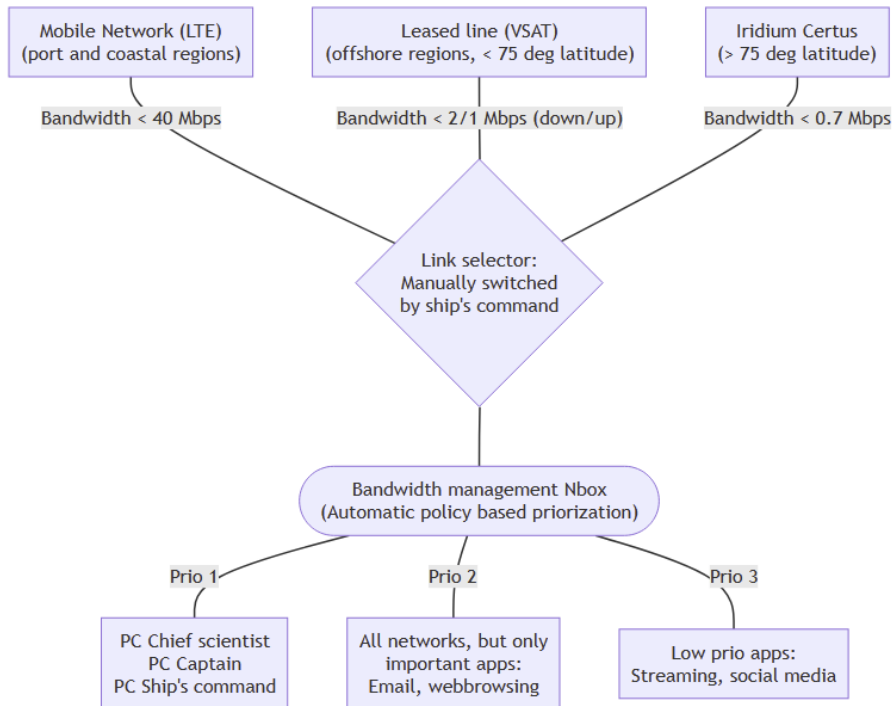 Mobile Network (LTE)
(port and coastal regions)
Leased line (VSAT)
(offshore regions, < 75 deg latitude)
Iridium Certus
(> 75 deg latitude)
Bandwidth < 40 Mbps
Bandwidth < 2/1 Mbps (down/up)
Bandwidth < 0.7 Mbps
Link selector:
Manually switched
by ship's command
Bandwidth management Nbox
(Automatic policy based priorization)
Prio 1
Prio 2
Prio 3
PC Chief scientist
PC Captain
PC Ship's command
All networks, but only
important apps:
Email, webbrowsing
Low prio apps:
Streaming, social media